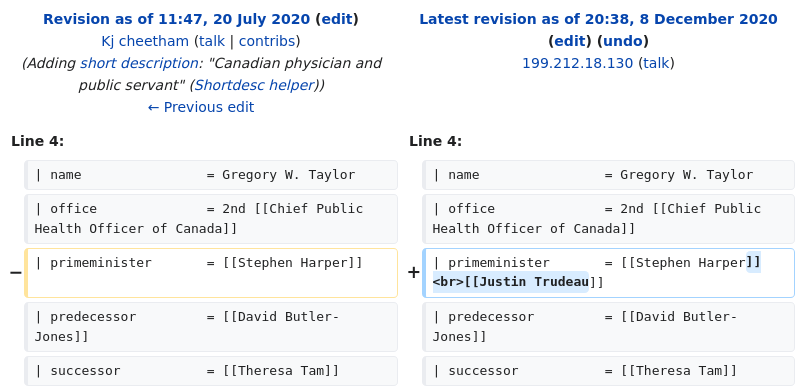 Revision as of 11:47, 20 July 2020 (edit)
Kj cheetham (talk | contribs)
(Adding short description: "Canadian physician and
public servant" (Shortdesc helper))
← Previous edit
Latest revision as of 20:38, 8 December 2020
(edit) (undo)
199.212.18.130 (talk)
Line 4:
| name = Gregory W. Taylor
| office = 2nd [[Chief Public
Health Officer of Canada]]
− | primeminister = [[Stephen Harper]]
| predecessor = [[David Butler-
Jones]]
| successor = [[Theresa Tam]]
Line 4:
| name = Gregory W. Taylor
| office = 2nd [[Chief Public
Health Officer of Canada]]
+ | primeminister = [[Stephen Harper]]
<br>[[Justin Trudeau]]
| predecessor = [[David Butler-
Jones]]
| successor = [[Theresa Tam]]